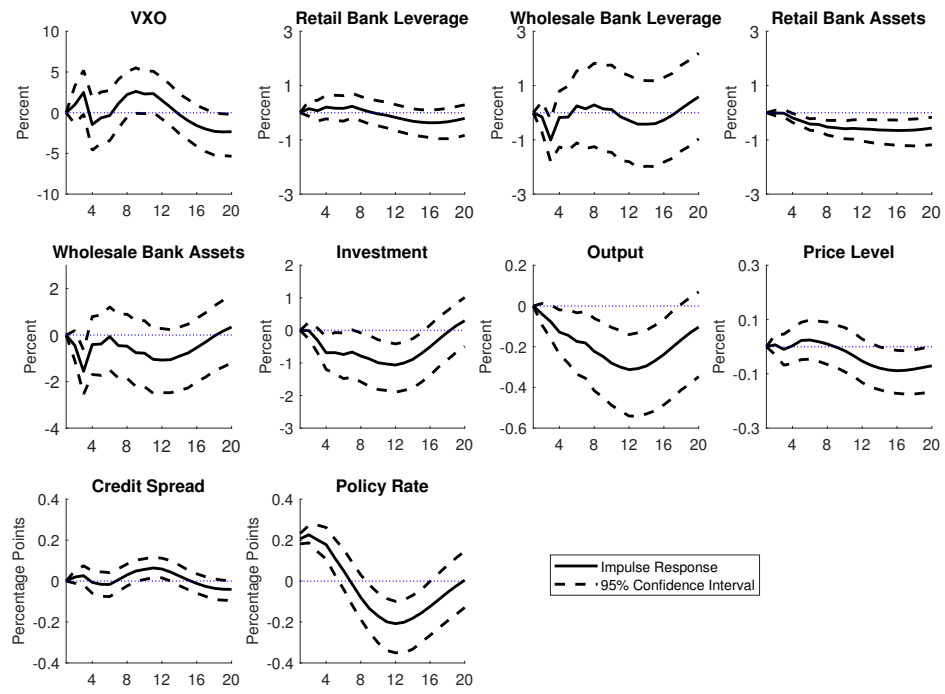 VXO
Retail Bank Leverage
Wholesale Bank Leverage
Retail Bank Assets
Percent
10
5
0
-5
-10
4 8 12 16 20
Percent
3
1
-1
-3
4 8 12 16 20
Percent
3
1
-1
-3
4 8 12 16 20
Percent
3
1
-1
-3
4 8 12 16 20
Wholesale Bank Assets
Investment
Output
Price Level
Percent
2
0
-2
-4
4 8 12 16 20
Percent
2
1
0
-1
-2
-3
4 8 12 16 20
Percent
0.2
0
-0.2
-0.4
-0.6
4 8 12 16 20
Percent
0.3
0.1
-0.1
-0.3
4 8 12 16 20
Credit Spread
Policy Rate
Percentage Points
0.4
0.2
0
-0.2
-0.4
4 8 12 16 20
Percentage Points
0.4
0.2
0
-0.2
-0.4
4 8 12 16 20
Impulse Response
95% Confidence Interval